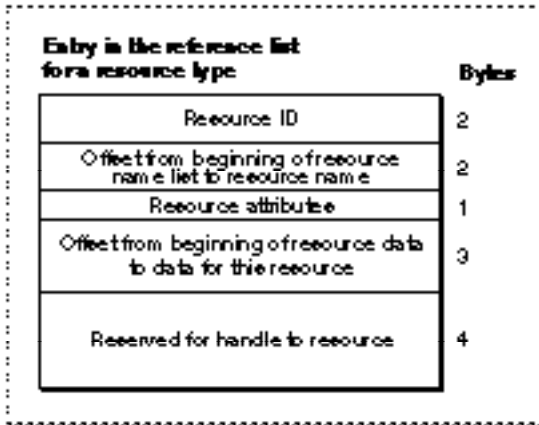 Entry in the reference list
for a resource type
Bytes
Resource ID
2
Offset from beginning of resource
name list to resource name
2
Resource attributes
1
Offset from beginning of resource data
to data for this resource
3
Reserved for handle to resource
4